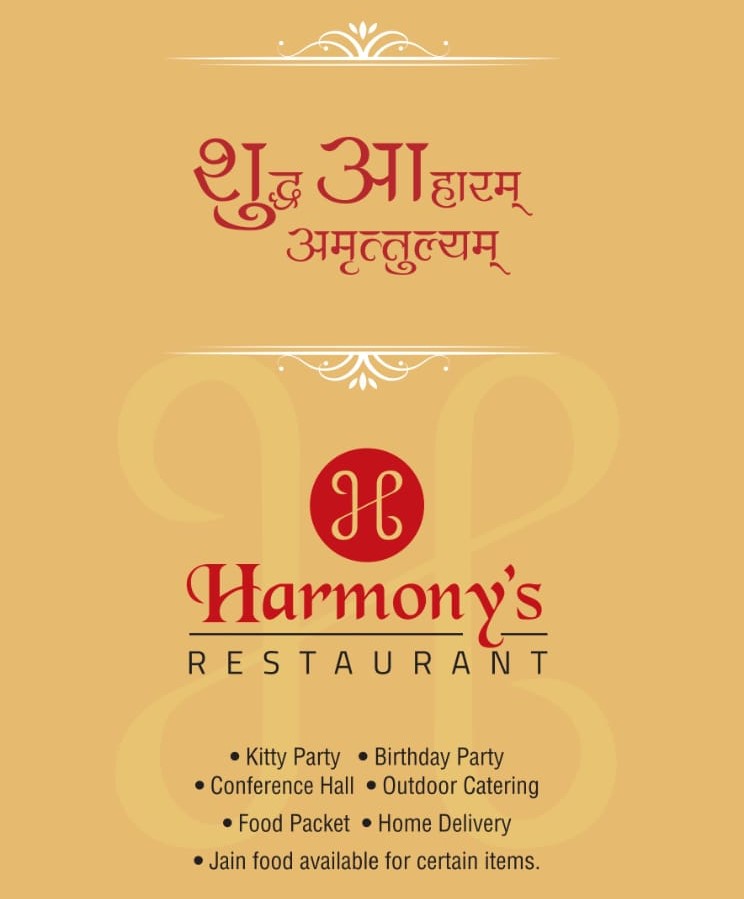 शुद्ध आहारम्
अमृत्तुल्यम्
H
Harmony's
RESTAURANT
• Kitty Party • Birthday Party
• Conference Hall • Outdoor Catering
• Food Packet • Home Delivery
• Jain food available for certain items.